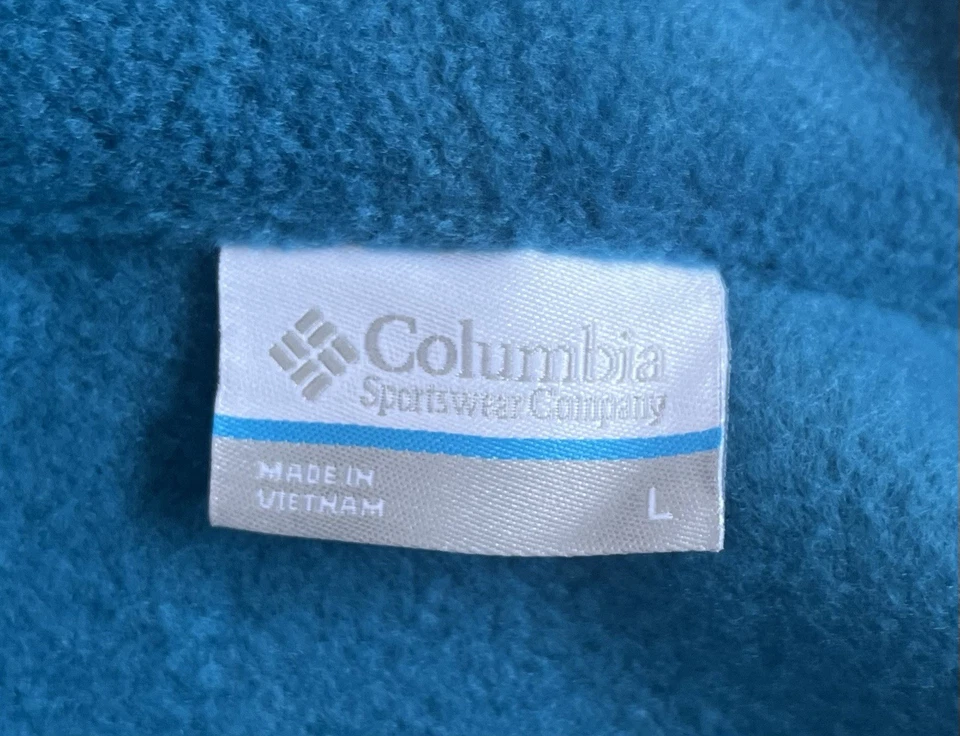 Columbia
Sportswear Company
MADE IN
VIETNAM
L